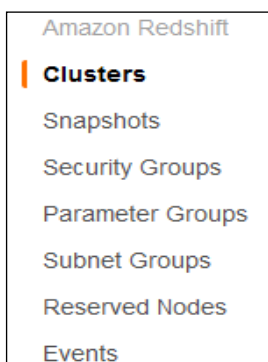 Amazon Redshift
Clusters
Snapshots
Security Groups
Parameter Groups
Subnet Groups
Reserved Nodes
Events